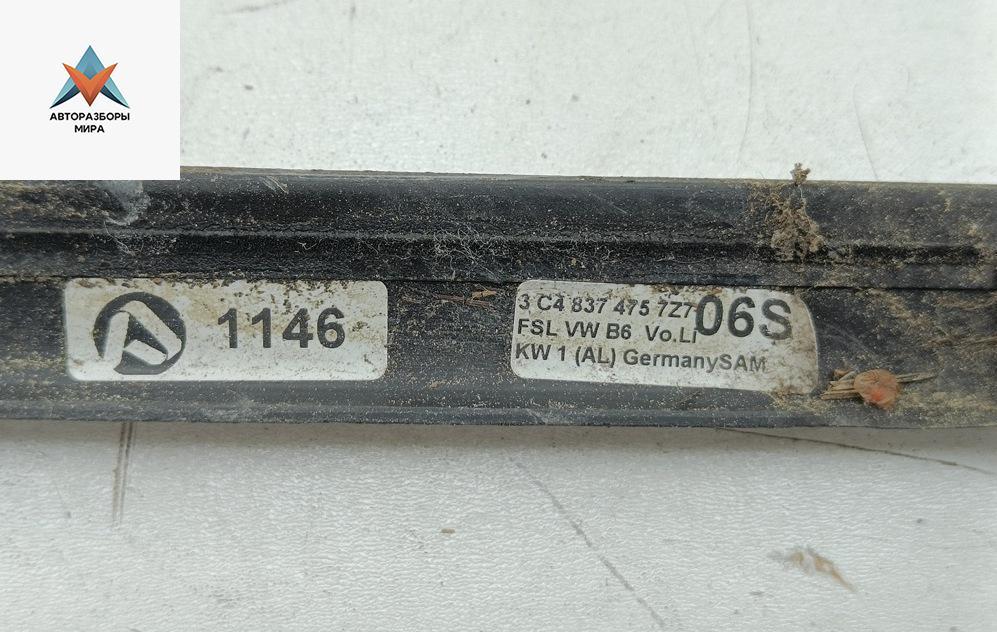 АВТОРАЗБОРЫ
МИРА
1146
3 C4 837 475 7Z7 06S
FSL VW B6 Vo.Li
KW 1 (AL) GermanySAM